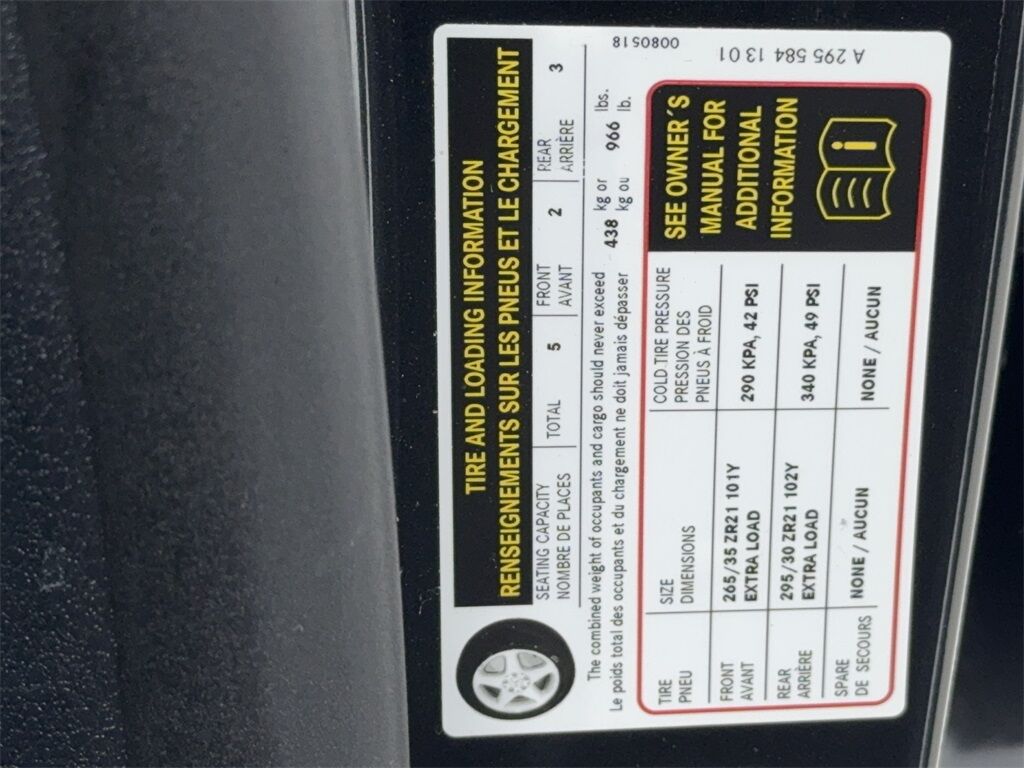 TIRE AND LOADING INFORMATION
RENSEIGNEMENTS SUR LES PNEUS ET LE CHARGEMENT
SEATING CAPACITY TOTAL 5 FRONT 2 REAR 3
NOMBRE DE PLACES AVANT ARRIÈRE
The combined weight of occupants and cargo should never exceed 438 kg or 966 lbs.
Le poids total des occupants et du chargement ne doit jamais dépasser kg ou lb.
TIRE SIZE COLD TIRE PRESSURE
PNEU DIMENSIONS PRESSION DES
PNEUS À FROID
FRONT 265/35 ZR21 101Y 290 KPA, 42 PSI
AVANT EXTRA LOAD
REAR 295/30 ZR21 102Y 340 KPA, 49 PSI
ARRIÈRE EXTRA LOAD
SPARE NONE / AUCUN NONE / AUCUN
DE SECOURS
SEE OWNER´S
MANUAL FOR
ADDITIONAL
INFORMATION
i
0080518
A 295 584 13 01